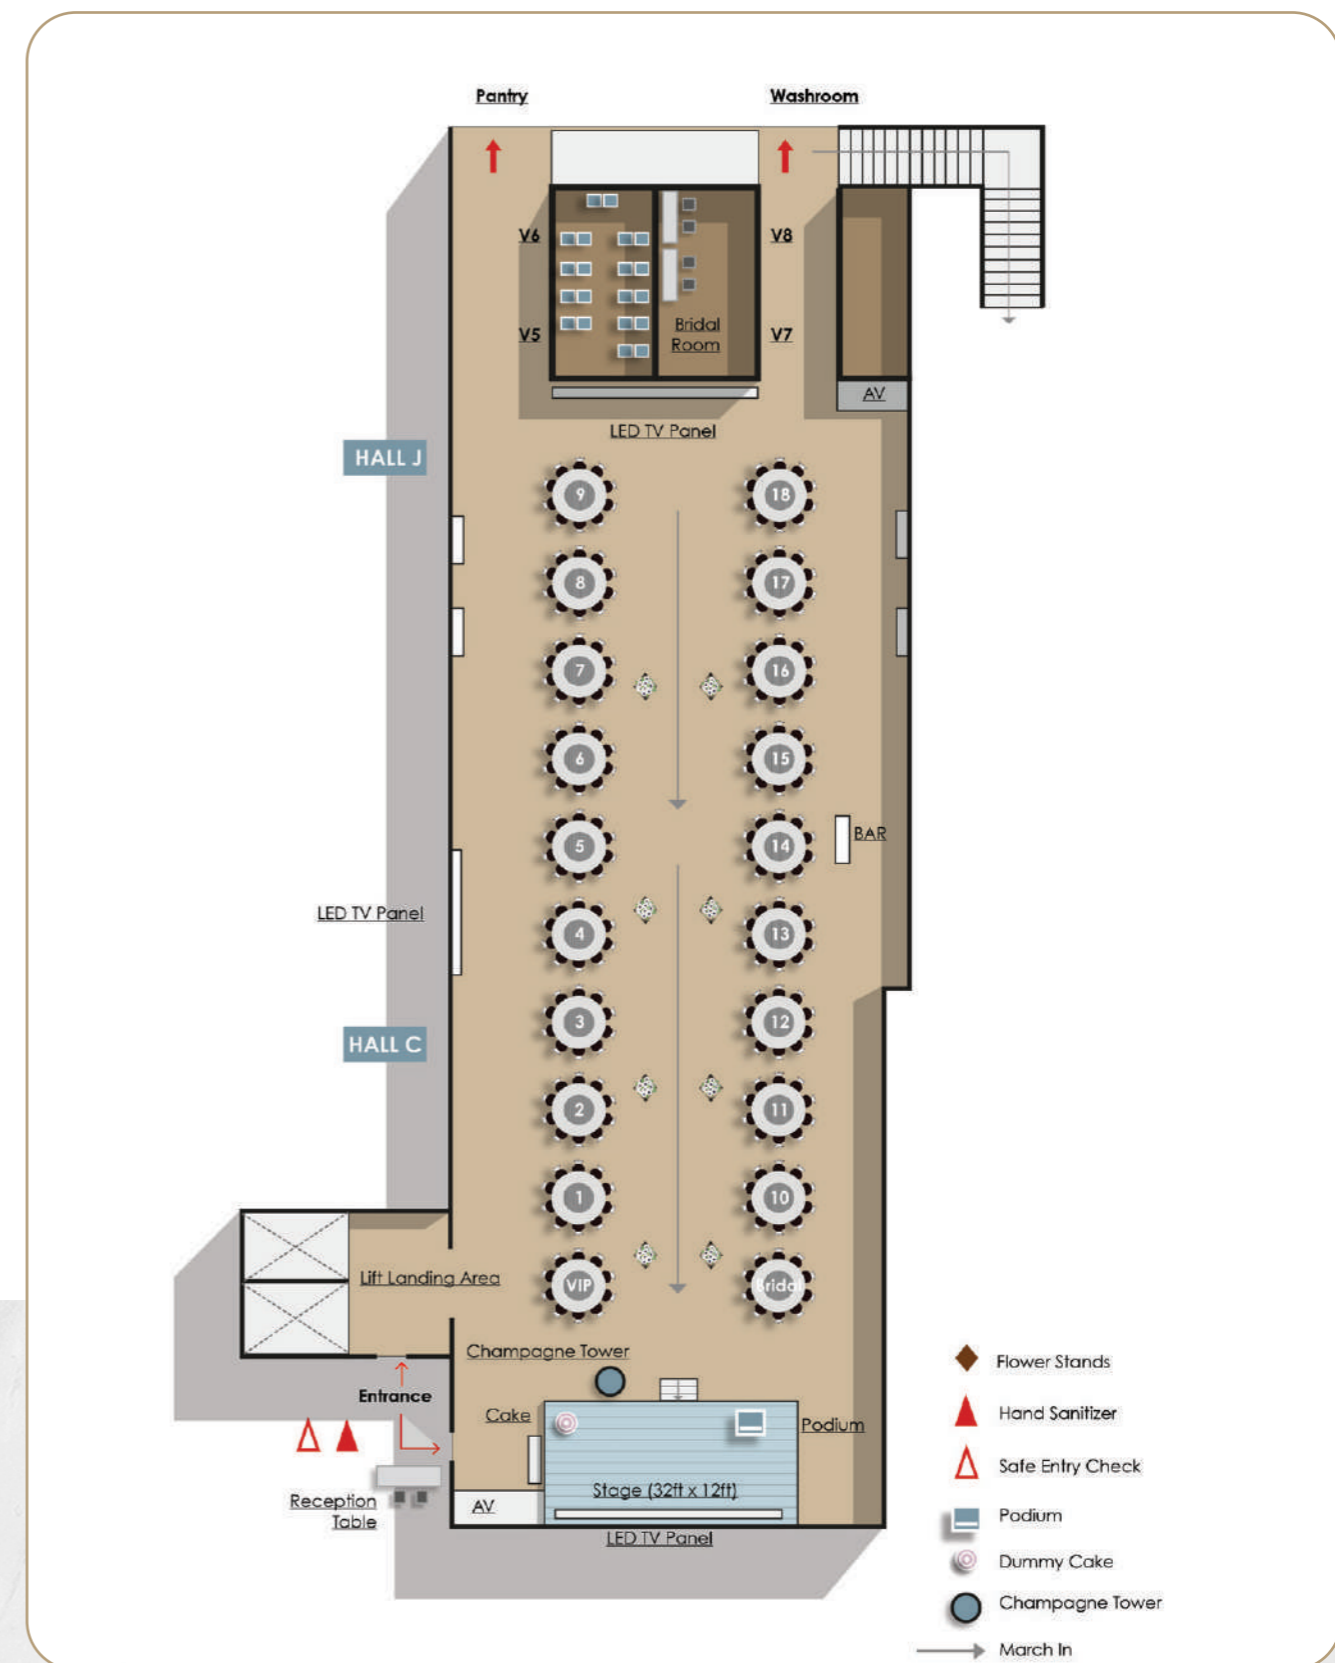 Pantry
Washroom
V6
V8
V5
Bridal
Room
V7
AV
LED TV Panel
HALL J
9
18
8
17
7
16
6
15
5
14
BAR
LED TV Panel
4
13
3
12
HALL C
2
11
1
10
Lift Landing Area
VIP
Bridal
Champagne Tower
Entrance
Cake
Podium
Stage (32ft x 12ft)
Reception
Table
AV
LED TV Panel
Flower Stands
Hand Sanitizer
Safe Entry Check
Podium
Dummy Cake
Champagne Tower
March In